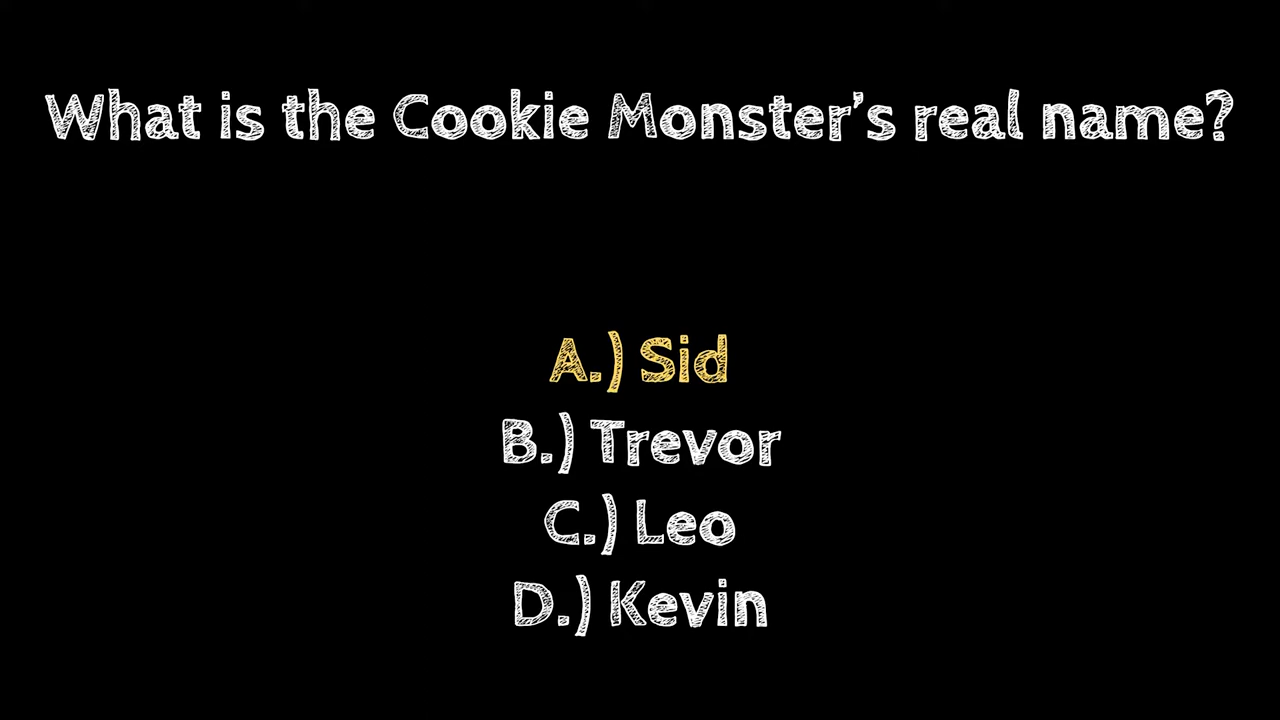 What is the Cookie Monster's real name?
A.) Sid
B.) Trevor
C.) Leo
D.) Kevin